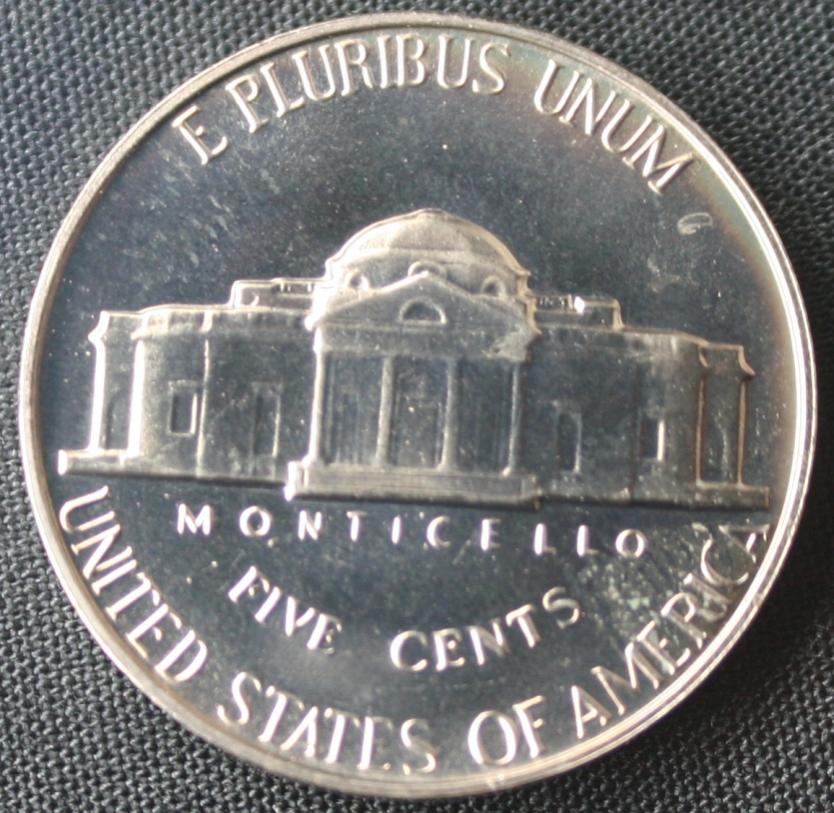 E PLURIBUS UNUM
MONTICELLO
FIVE CENTS
UNITED STATES OF AMERICA